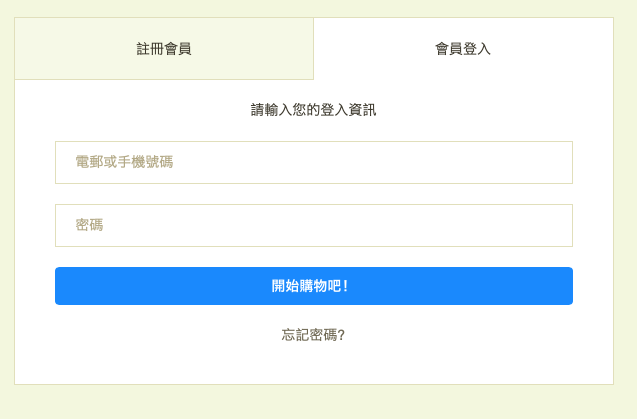 註冊會員
會員登入
請輸入您的登入資訊
電郵或手機號碼
密碼
開始購物吧！
忘記密碼?